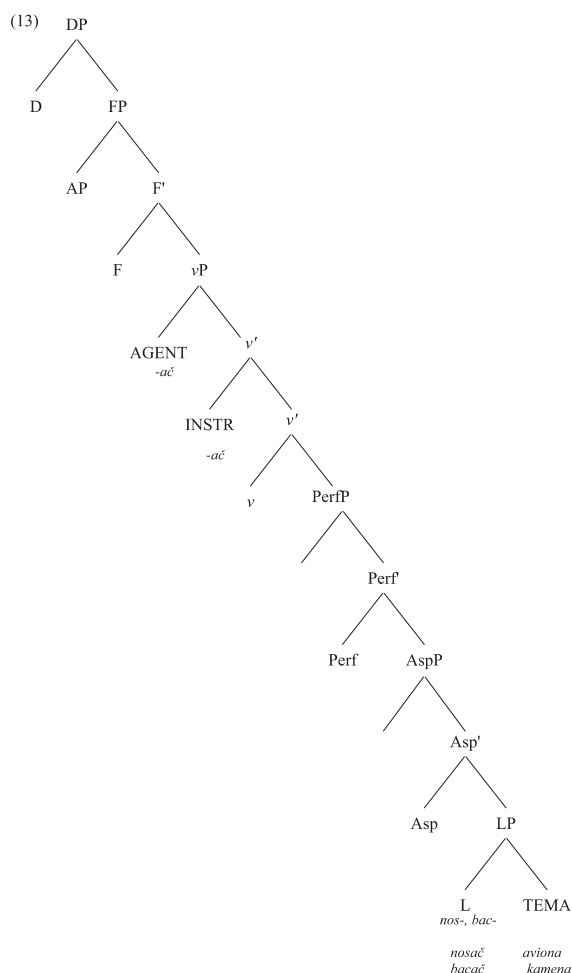 (13) DP
D FP
AP F'
F vP
AGENT v'
-ač
INSTR v'
-ač
v PerfP
Perf'
Perf AspP
Asp'
Asp LP
L TEMA
nos-, bac-
nosač aviona
bacač kamena